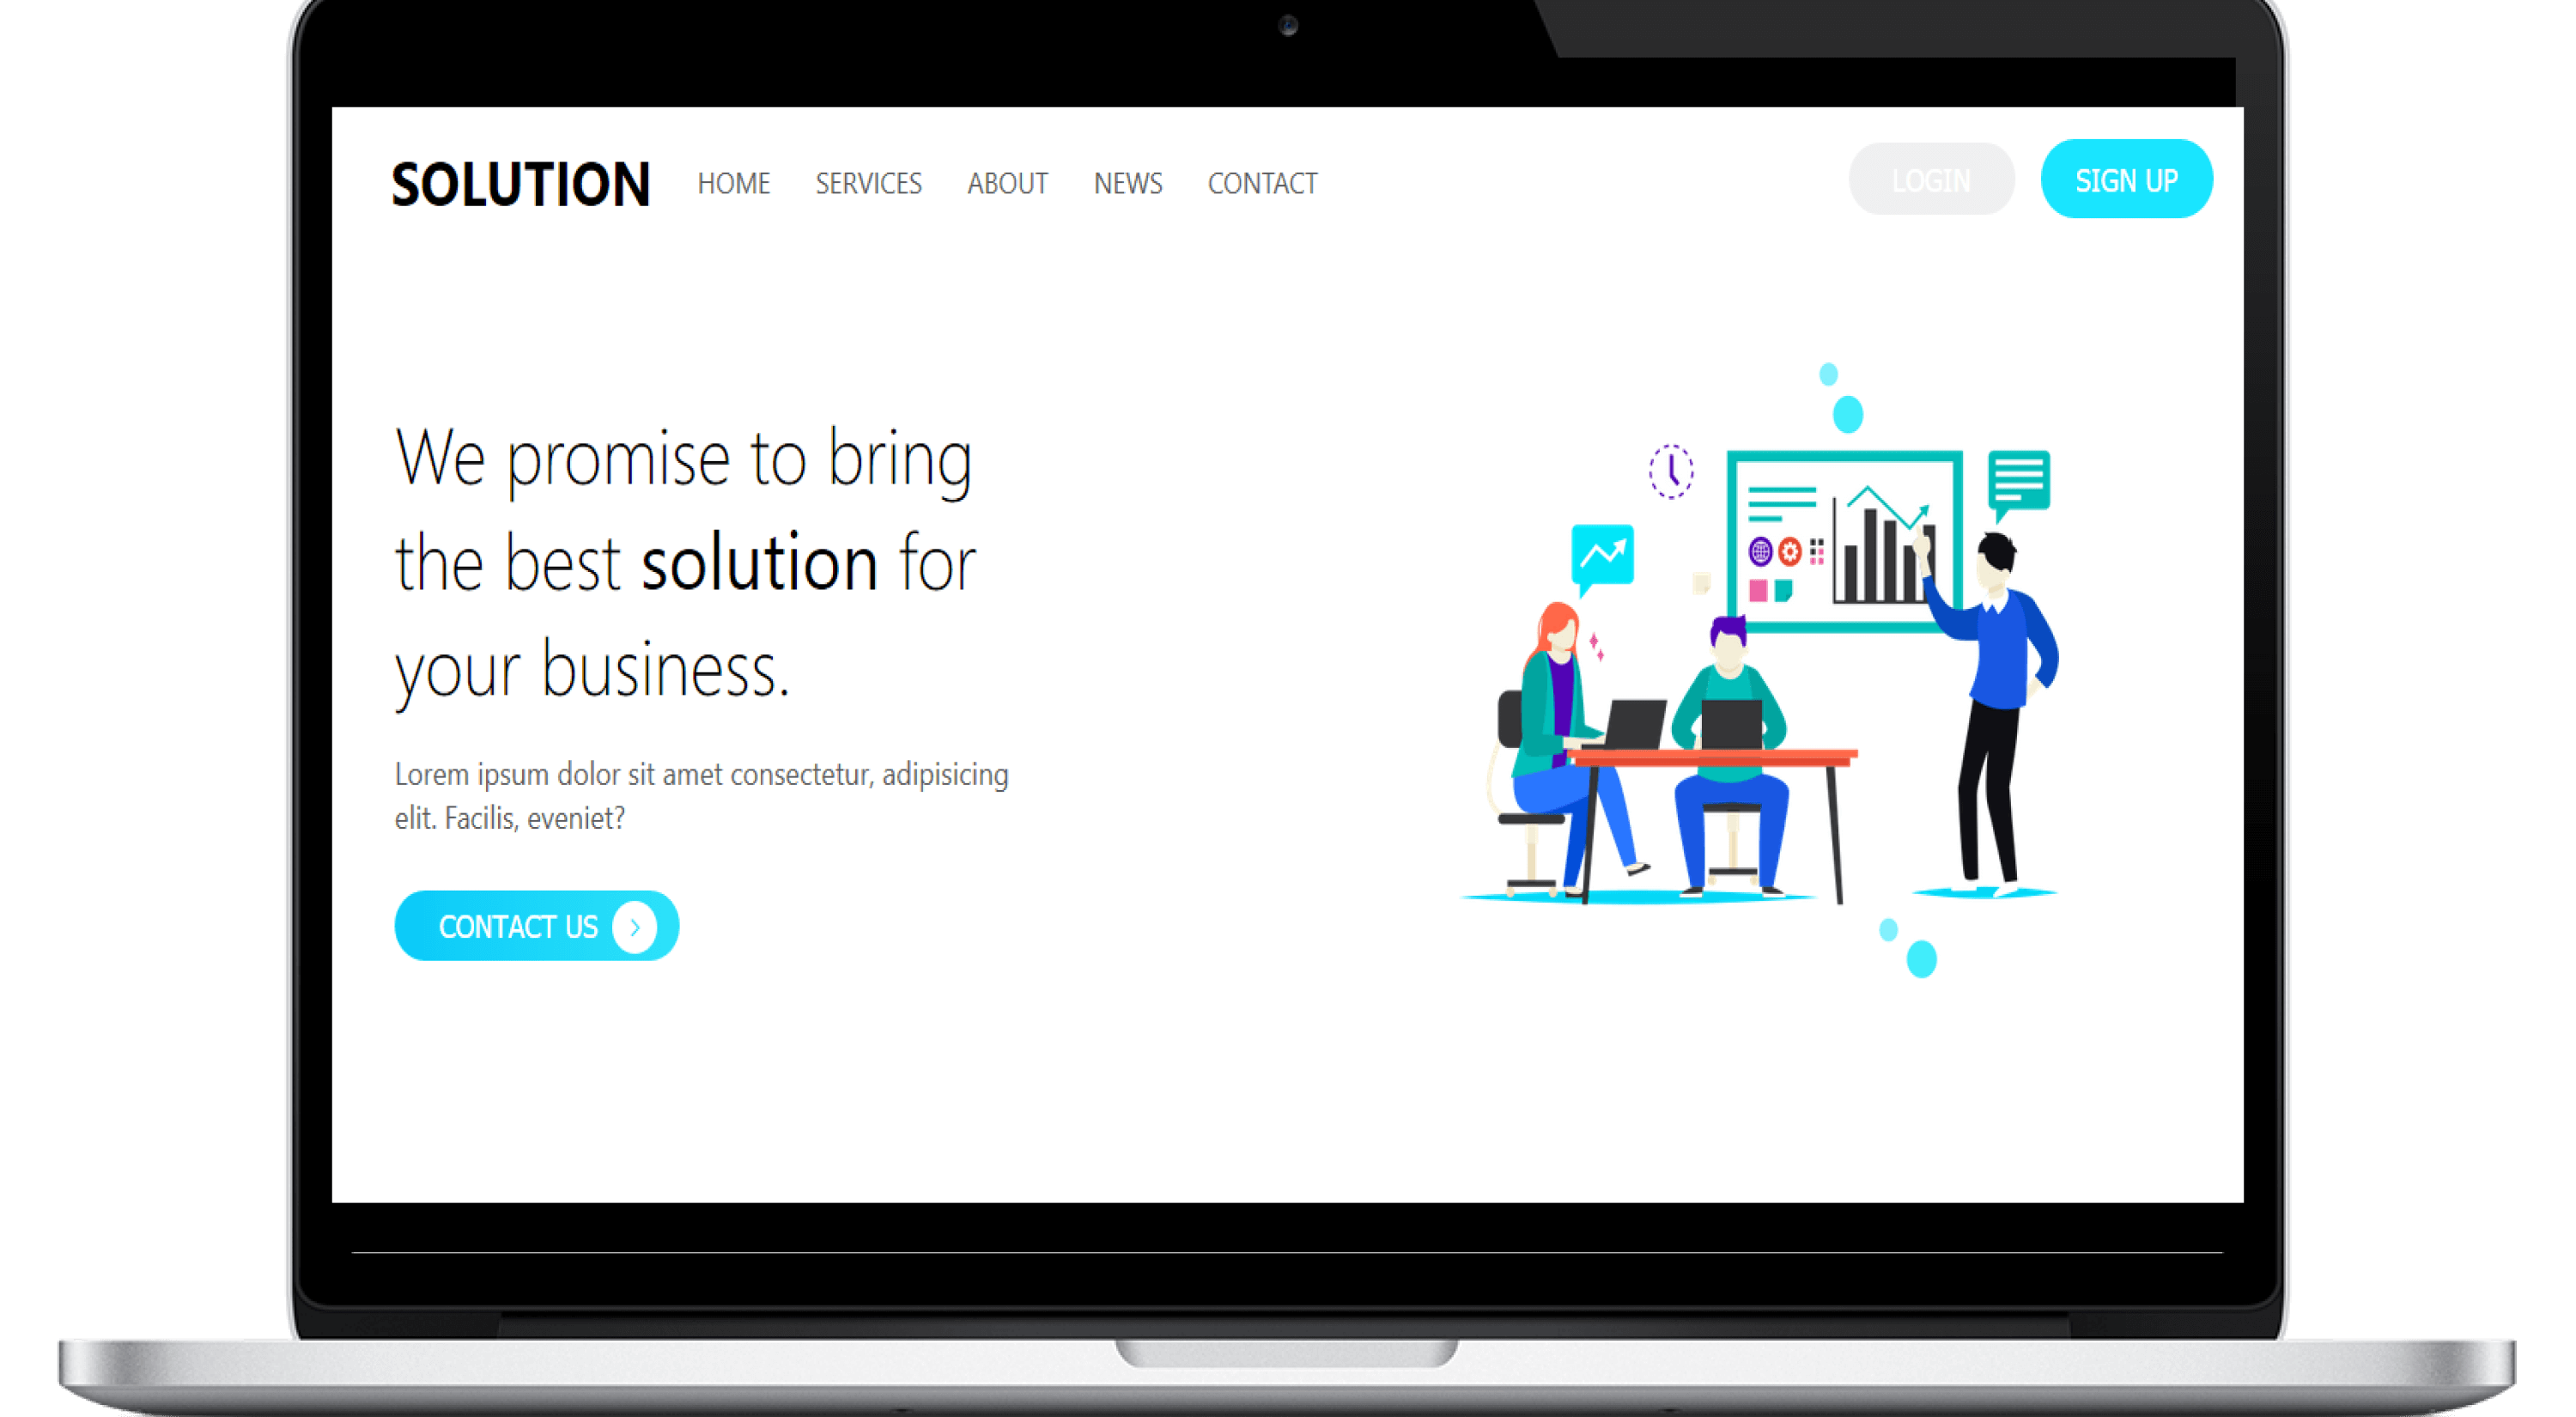 SOLUTION HOME SERVICES ABOUT NEWS CONTACT LOGIN SIGN UP
We promise to bring
the best solution for
your business.
Lorem ipsum dolor sit amet consectetur, adipisicing
elit. Facilis, eveniet?
CONTACT US